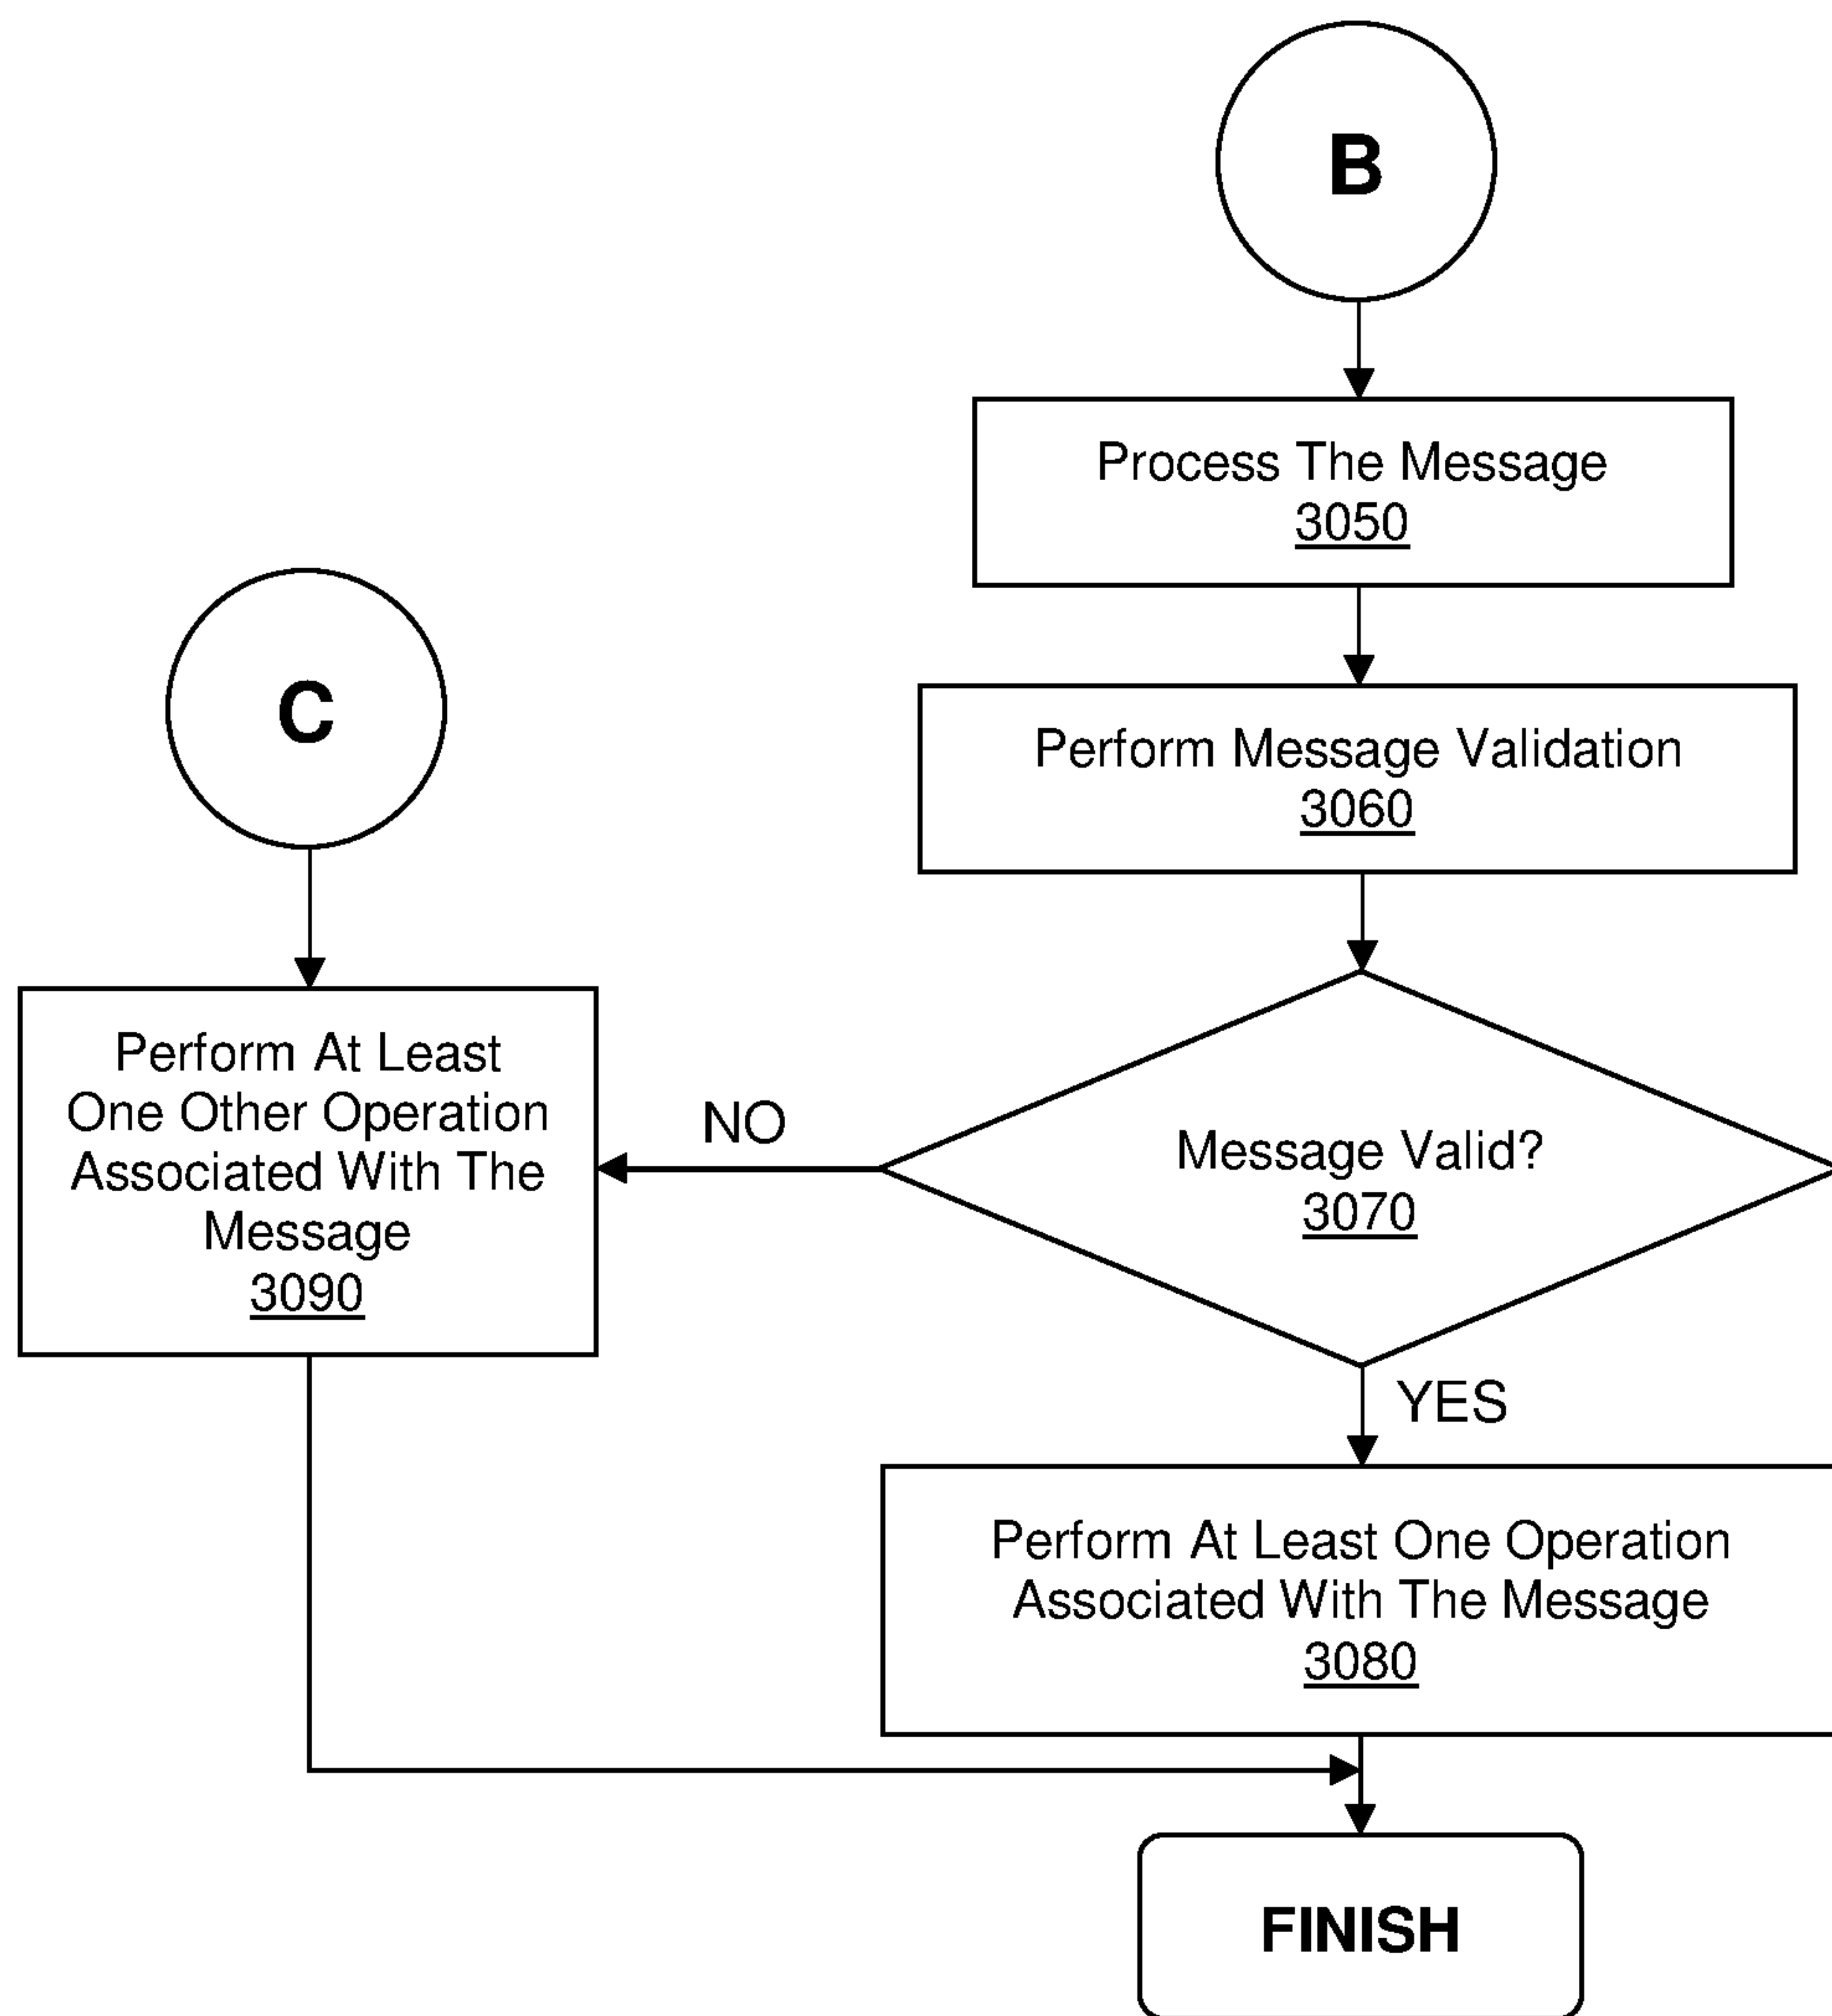 B
Process The Message
3050
Perform Message Validation
3060
C
Perform At Least
One Other Operation
Associated With The
Message
3090
NO
Message Valid?
3070
YES
Perform At Least One Operation
Associated With The Message
3080
FINISH